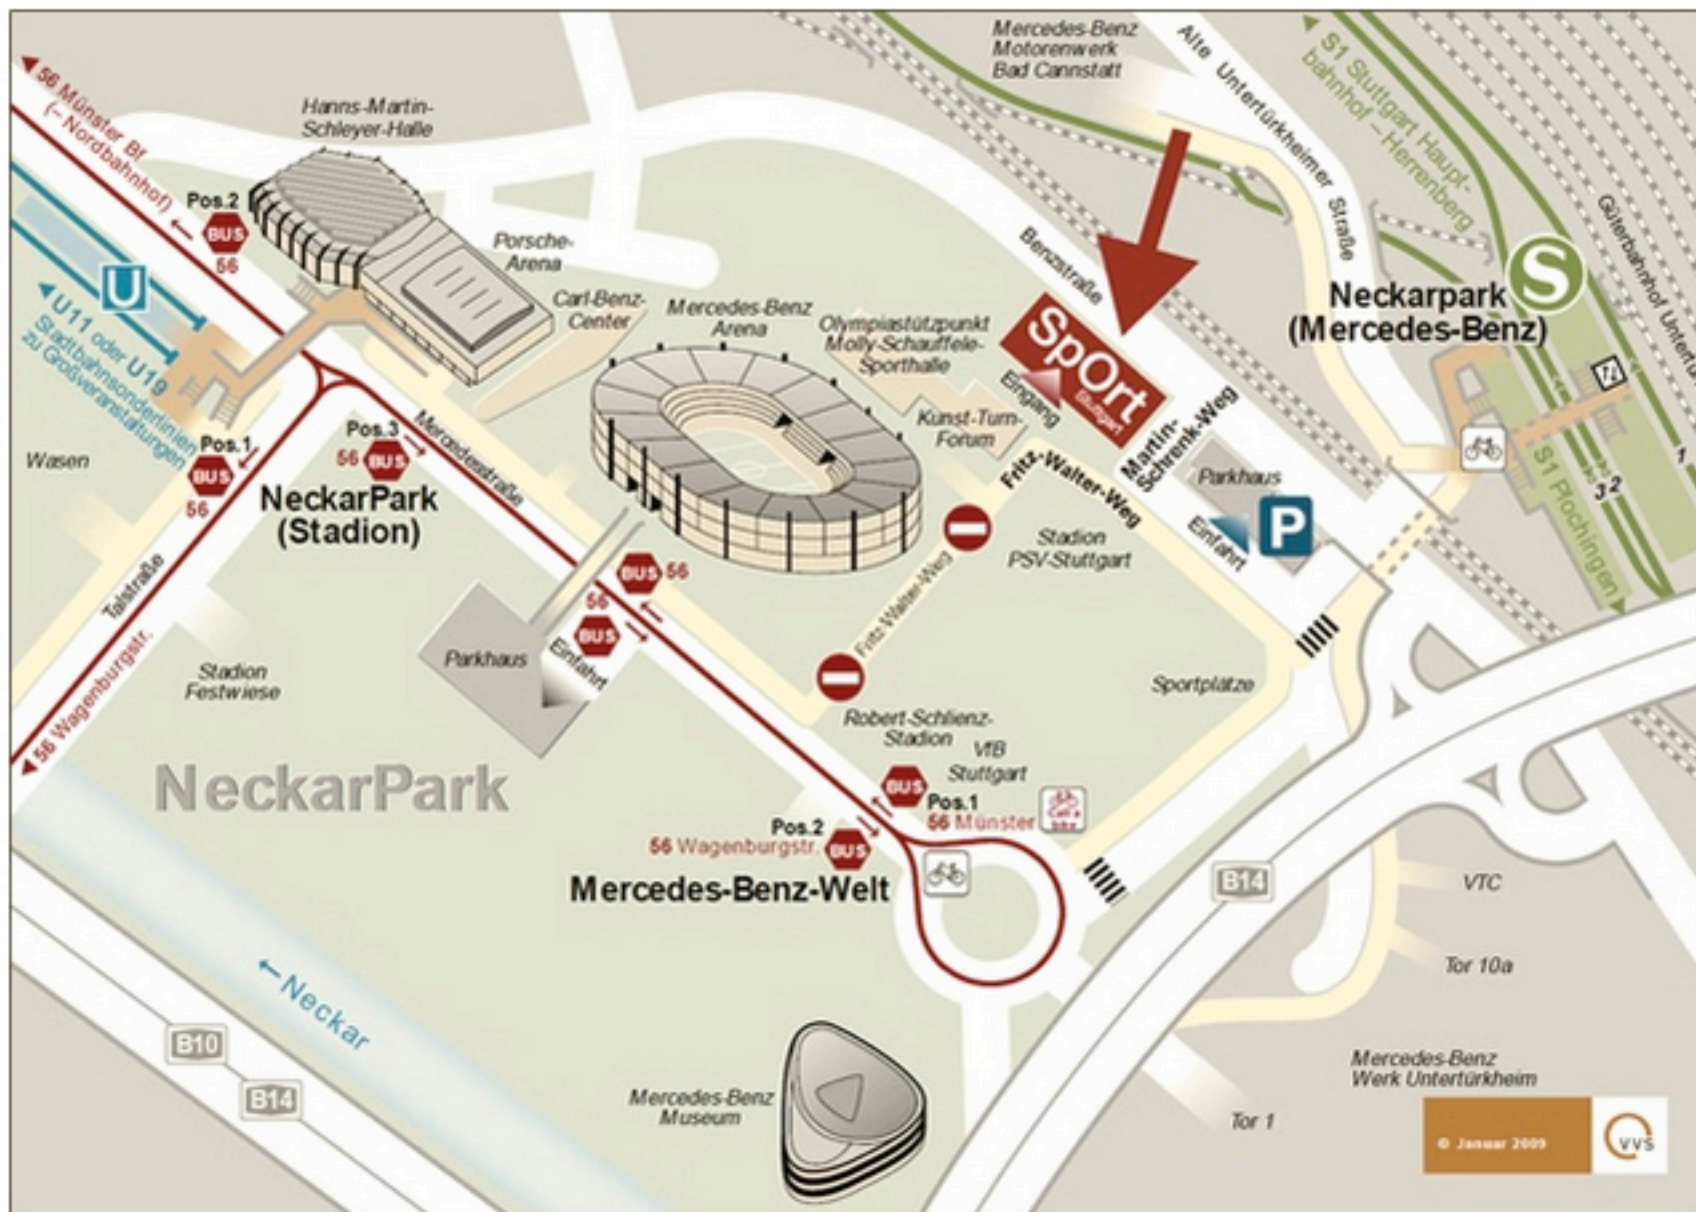 Mercedes-Benz
Motorenwerk
Bad Cannstatt
Alte Untertürkheimer Straße
S1 Stuttgart Haupt-
bahnhof – Herrenberg
Güterbahnhof
56 Münster Bf
(– Nordbahnhof)
Hanns-Martin-
Schleyer-Halle
Pos.2
BUS
56
Porsche-
Arena
U
U11 oder U19
Stadtbahnsonderlinien
zu Großveranstaltungen
Carl-Benz-
Center
Mercedes-Benz
Arena
Olympiastützpunkt
Molly-Schauffele-
Sporthalle
Kunst-Turn-
Forum
Benzstraße
SpOrt
Stuttgart
Eingang
Neckarpark
(Mercedes-Benz)
S
Martin-
Schrenk-Weg
Parkhaus
P
Einfahrt
Fritz-Walter-Weg
S1 Plochingen
3 2
1
Wasen
Pos.1
BUS
56
Pos.3
56
BUS
Mercedesstraße
NeckarPark
(Stadion)
Talstraße
56 Wagenburgstr.
Stadion
Festwiese
BUS 56
56
BUS
Parkhaus
Einfahrt
Stadion
PSV-Stuttgart
Fritz-Walter-Weg
Sportplätze
Robert-Schlienz-
Stadion
VfB
Stuttgart
NeckarPark
BUS
Pos.1
56 Münster
Call a
bike
Pos.2
56 Wagenburgstr.
BUS
Mercedes-Benz-Welt
B14
VTC
Tor 10a
Neckar
B10
B14
Mercedes-Benz
Museum
Tor 1
Mercedes-Benz
Werk Untertürkheim
© Januar 2009
VVS